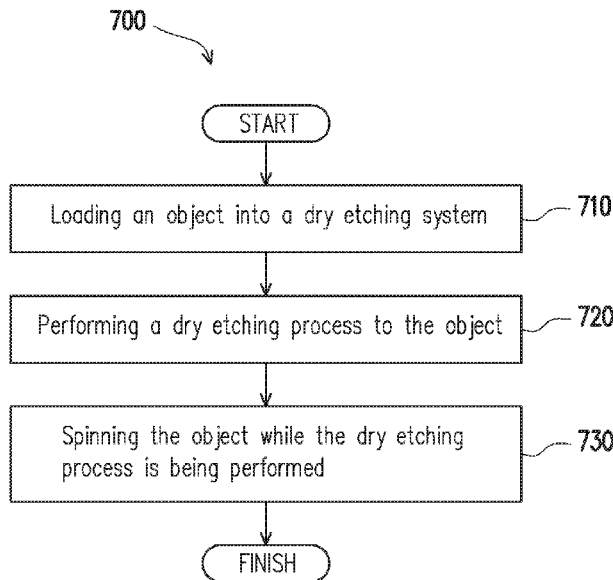 700
START
Loading an object into a dry etching system
710
Performing a dry etching process to the object
720
Spinning the object while the dry etching
process is being performed
730
FINISH